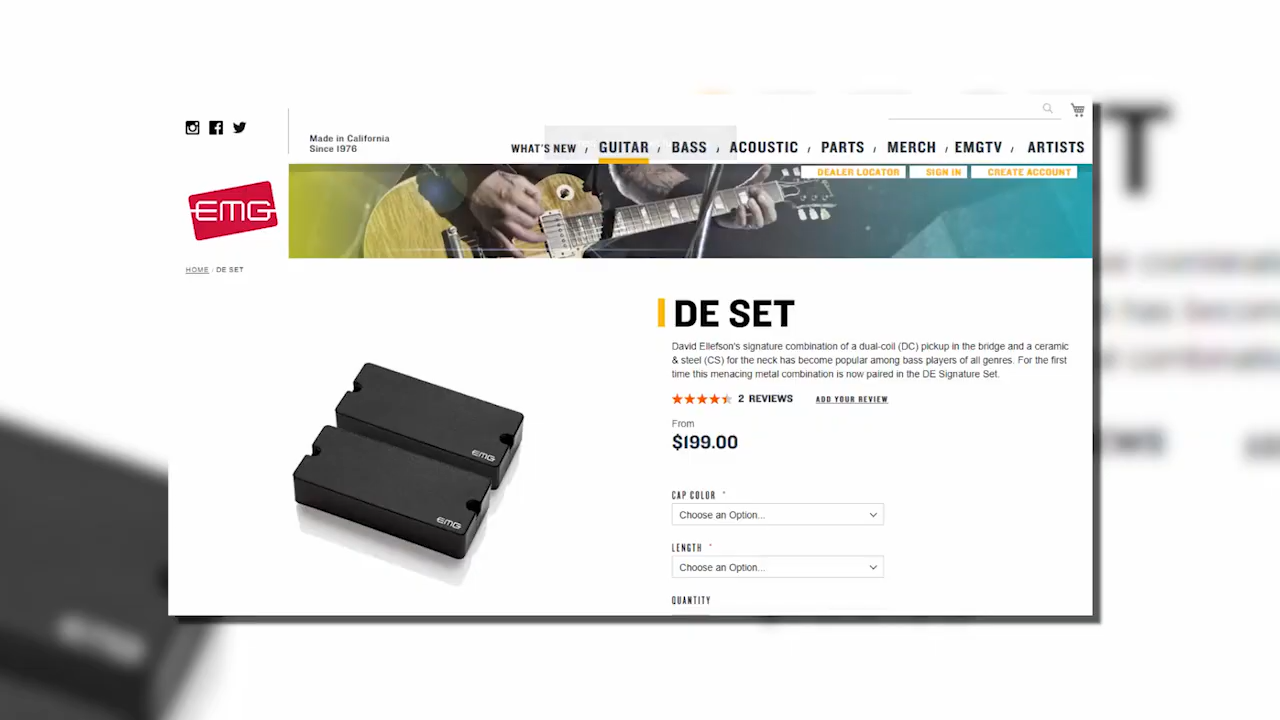 Made in California
Since 1976
WHAT'S NEW / GUITAR / BASS / ACOUSTIC / PARTS / MERCH / EMGTV / ARTISTS
DEALER LOCATOR SIGN IN CREATE ACCOUNT
EMG
HOME / DE SET
DE SET
David Ellefson's signature combination of a dual-coil (DC) pickup in the bridge and a ceramic
& steel (CS) for the neck has become popular among bass players of all genres. For the first
time this menacing metal combination is now paired in the DE Signature Set.
2 REVIEWS ADD YOUR REVIEW
From
$199.00
EMG
EMG
CAP COLOR *
Choose an Option...
LENGTH *
Choose an Option...
QUANTITY